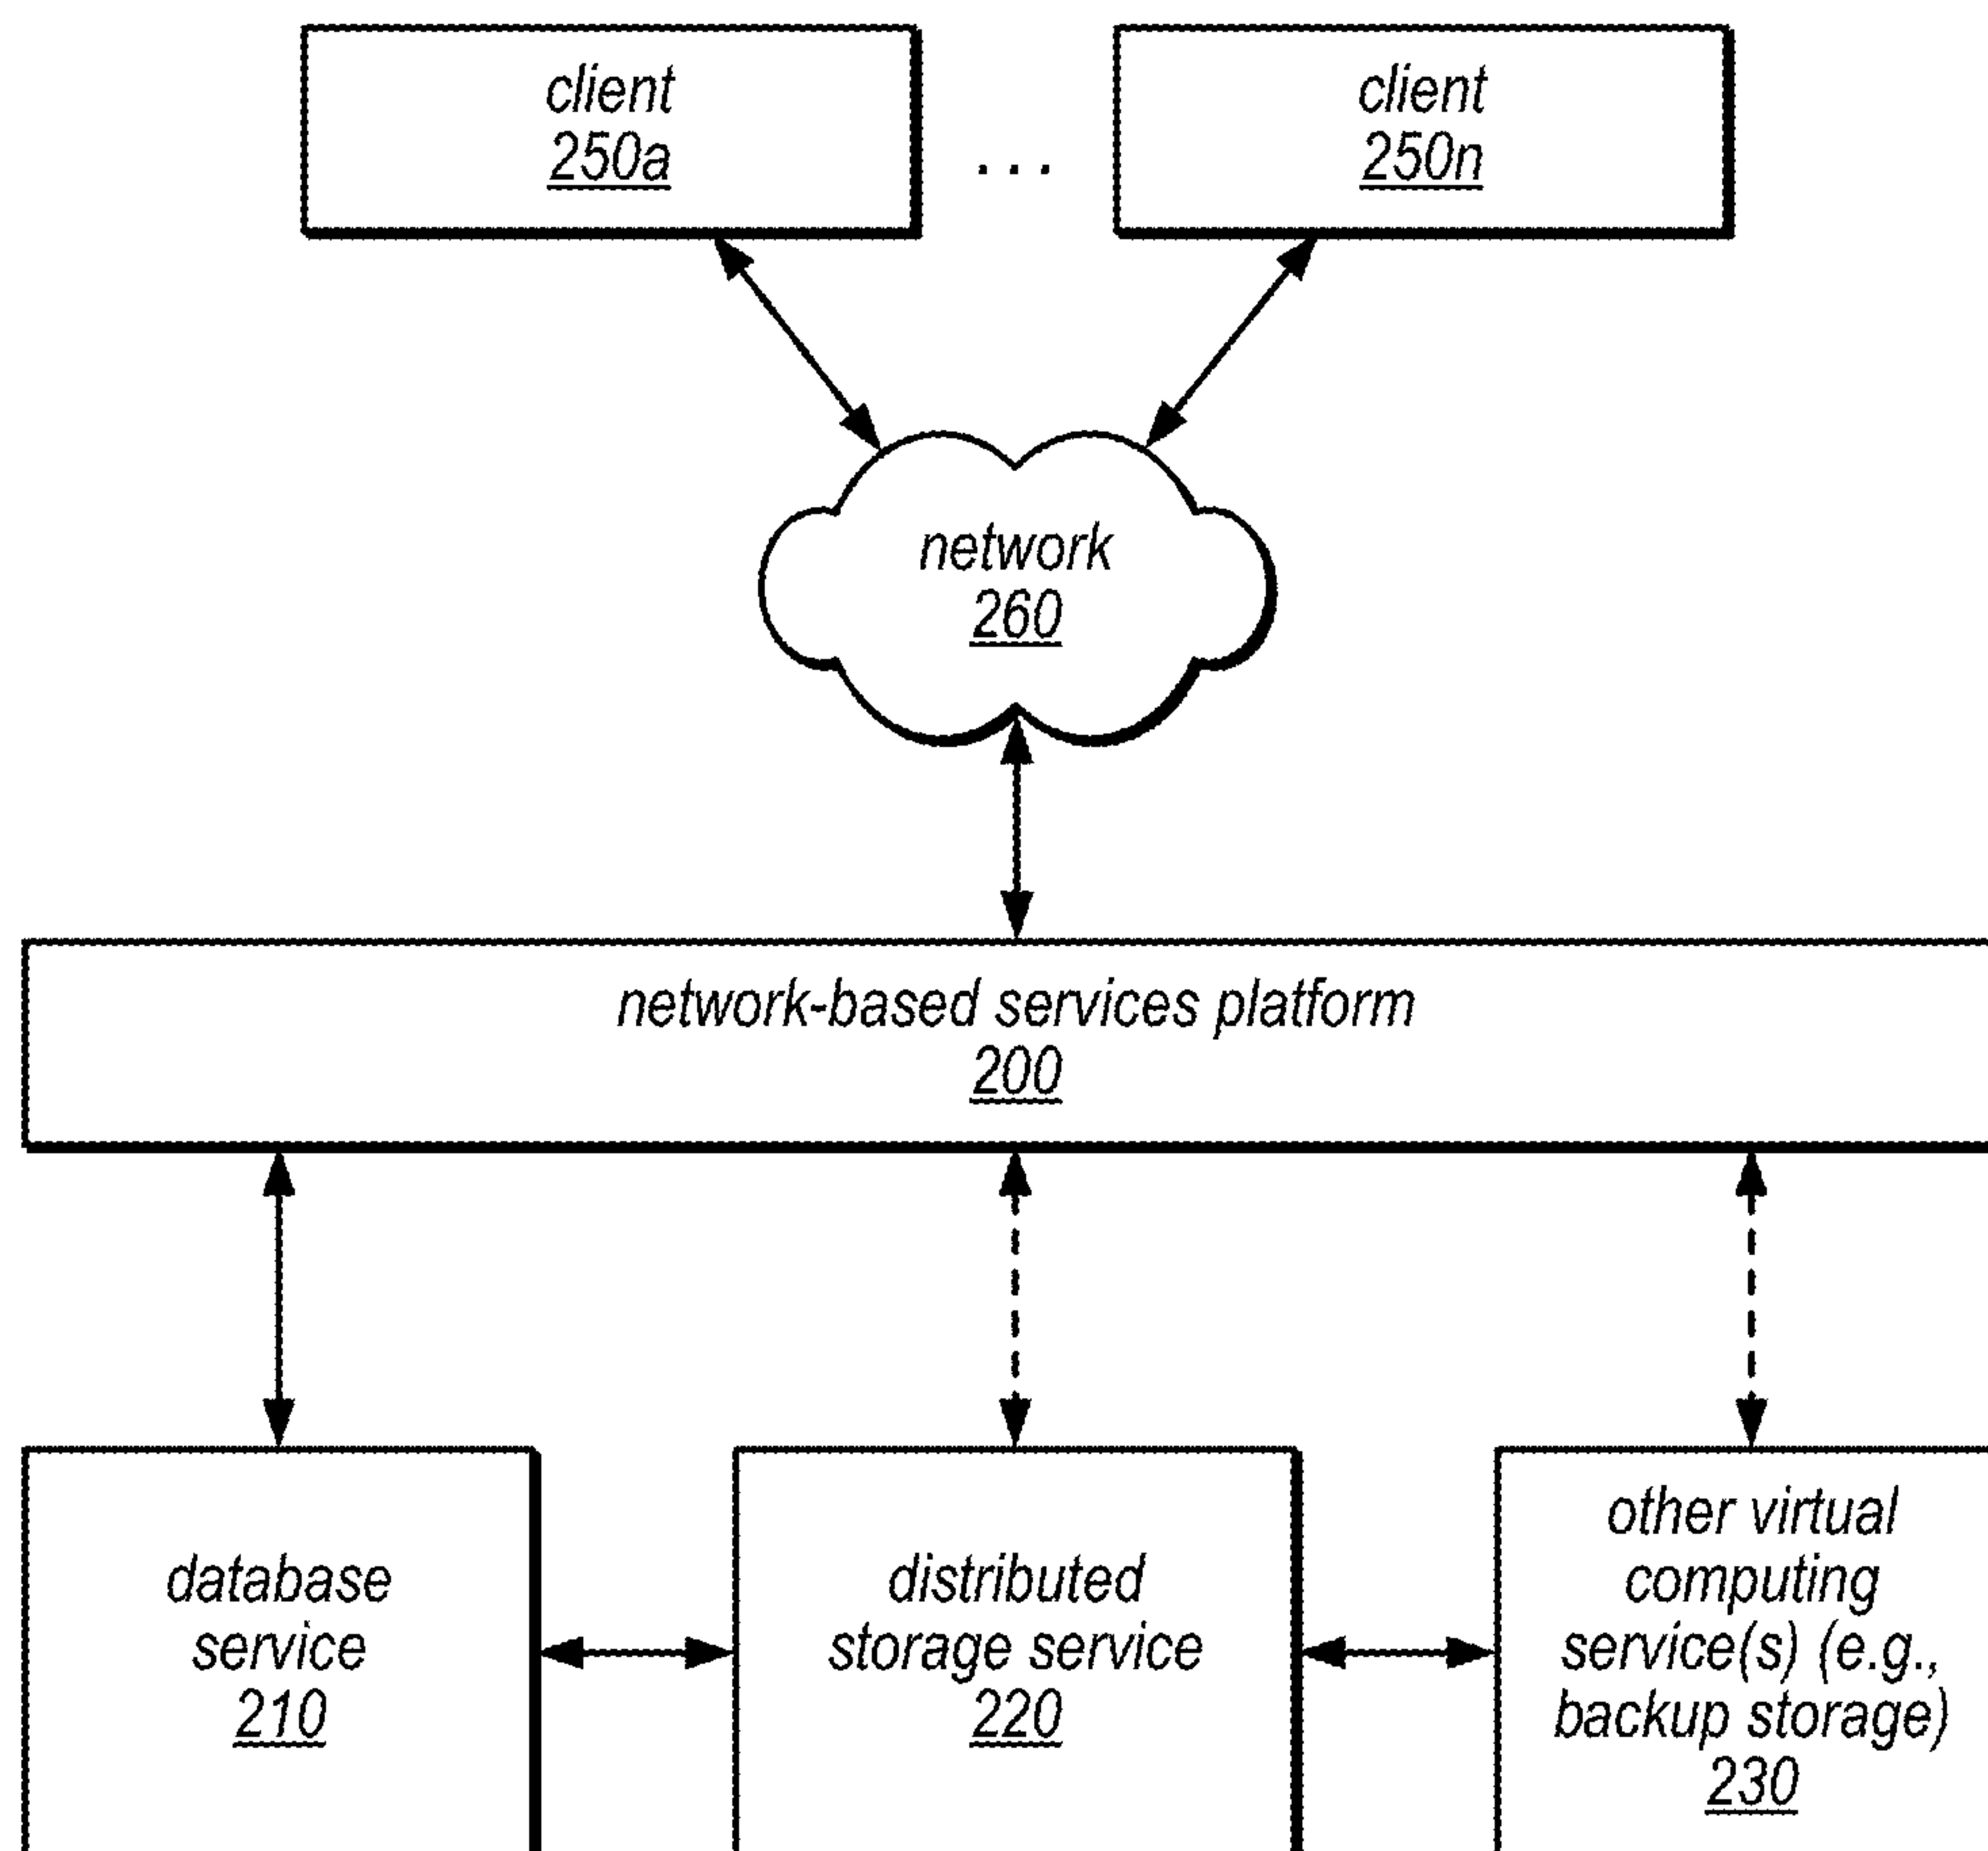 client
250a
...
client
250n
network
260
network-based services platform
200
database
service
210
distributed
storage service
220
other virtual
computing
service(s) (e.g.,
backup storage)
230